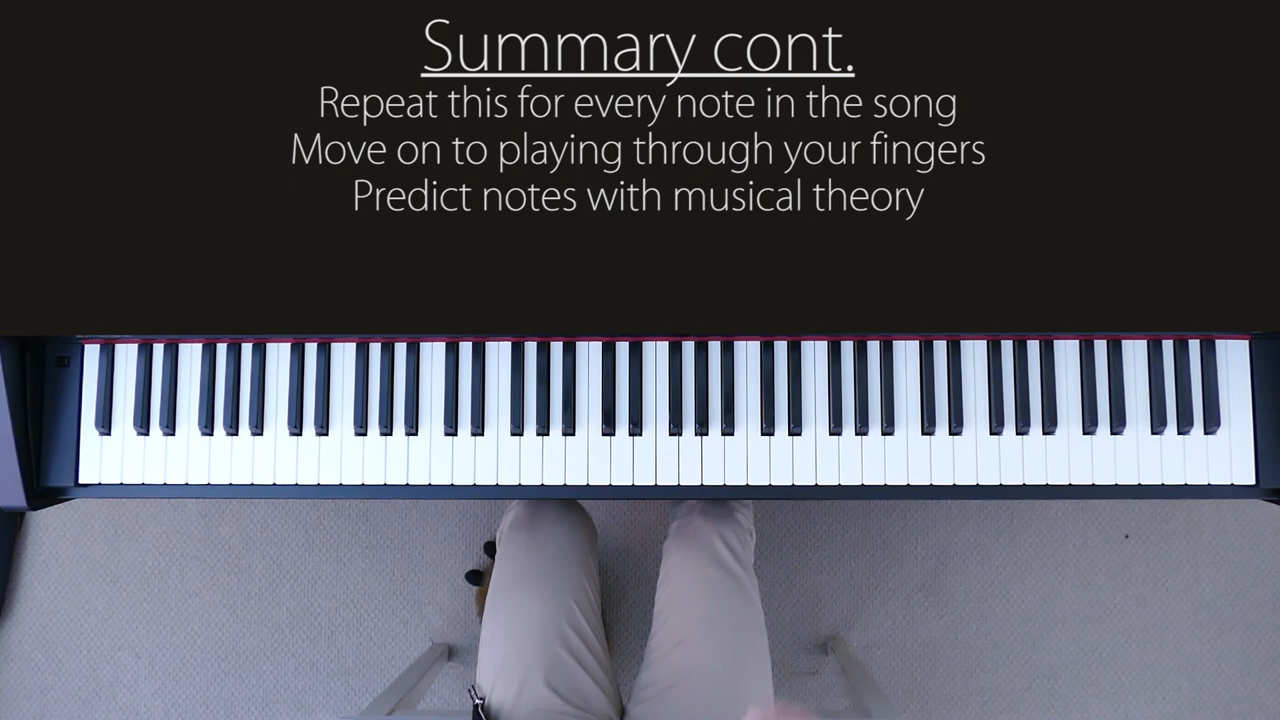 Summary cont.
Repeat this for every note in the song
Move on to playing through your fingers
Predict notes with musical theory